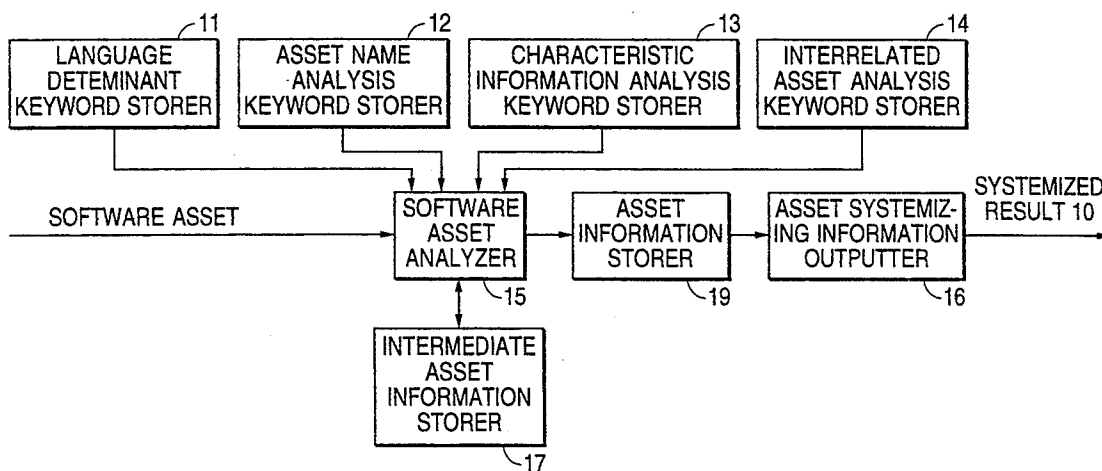 11
LANGUAGE
DETEMINANT
KEYWORD STORER
12
ASSET NAME
ANALYSIS
KEYWORD STORER
13
CHARACTERISTIC
INFORMATION ANALYSIS
KEYWORD STORER
14
INTERRELATED
ASSET ANALYSIS
KEYWORD STORER
SOFTWARE ASSET
SOFTWARE
ASSET
ANALYZER
15
ASSET
INFORMATION
STORER
19
ASSET SYSTEMIZ-
ING INFORMATION
OUTPUTTER
16
SYSTEMIZED
RESULT 10
INTERMEDIATE
ASSET
INFORMATION
STORER
17